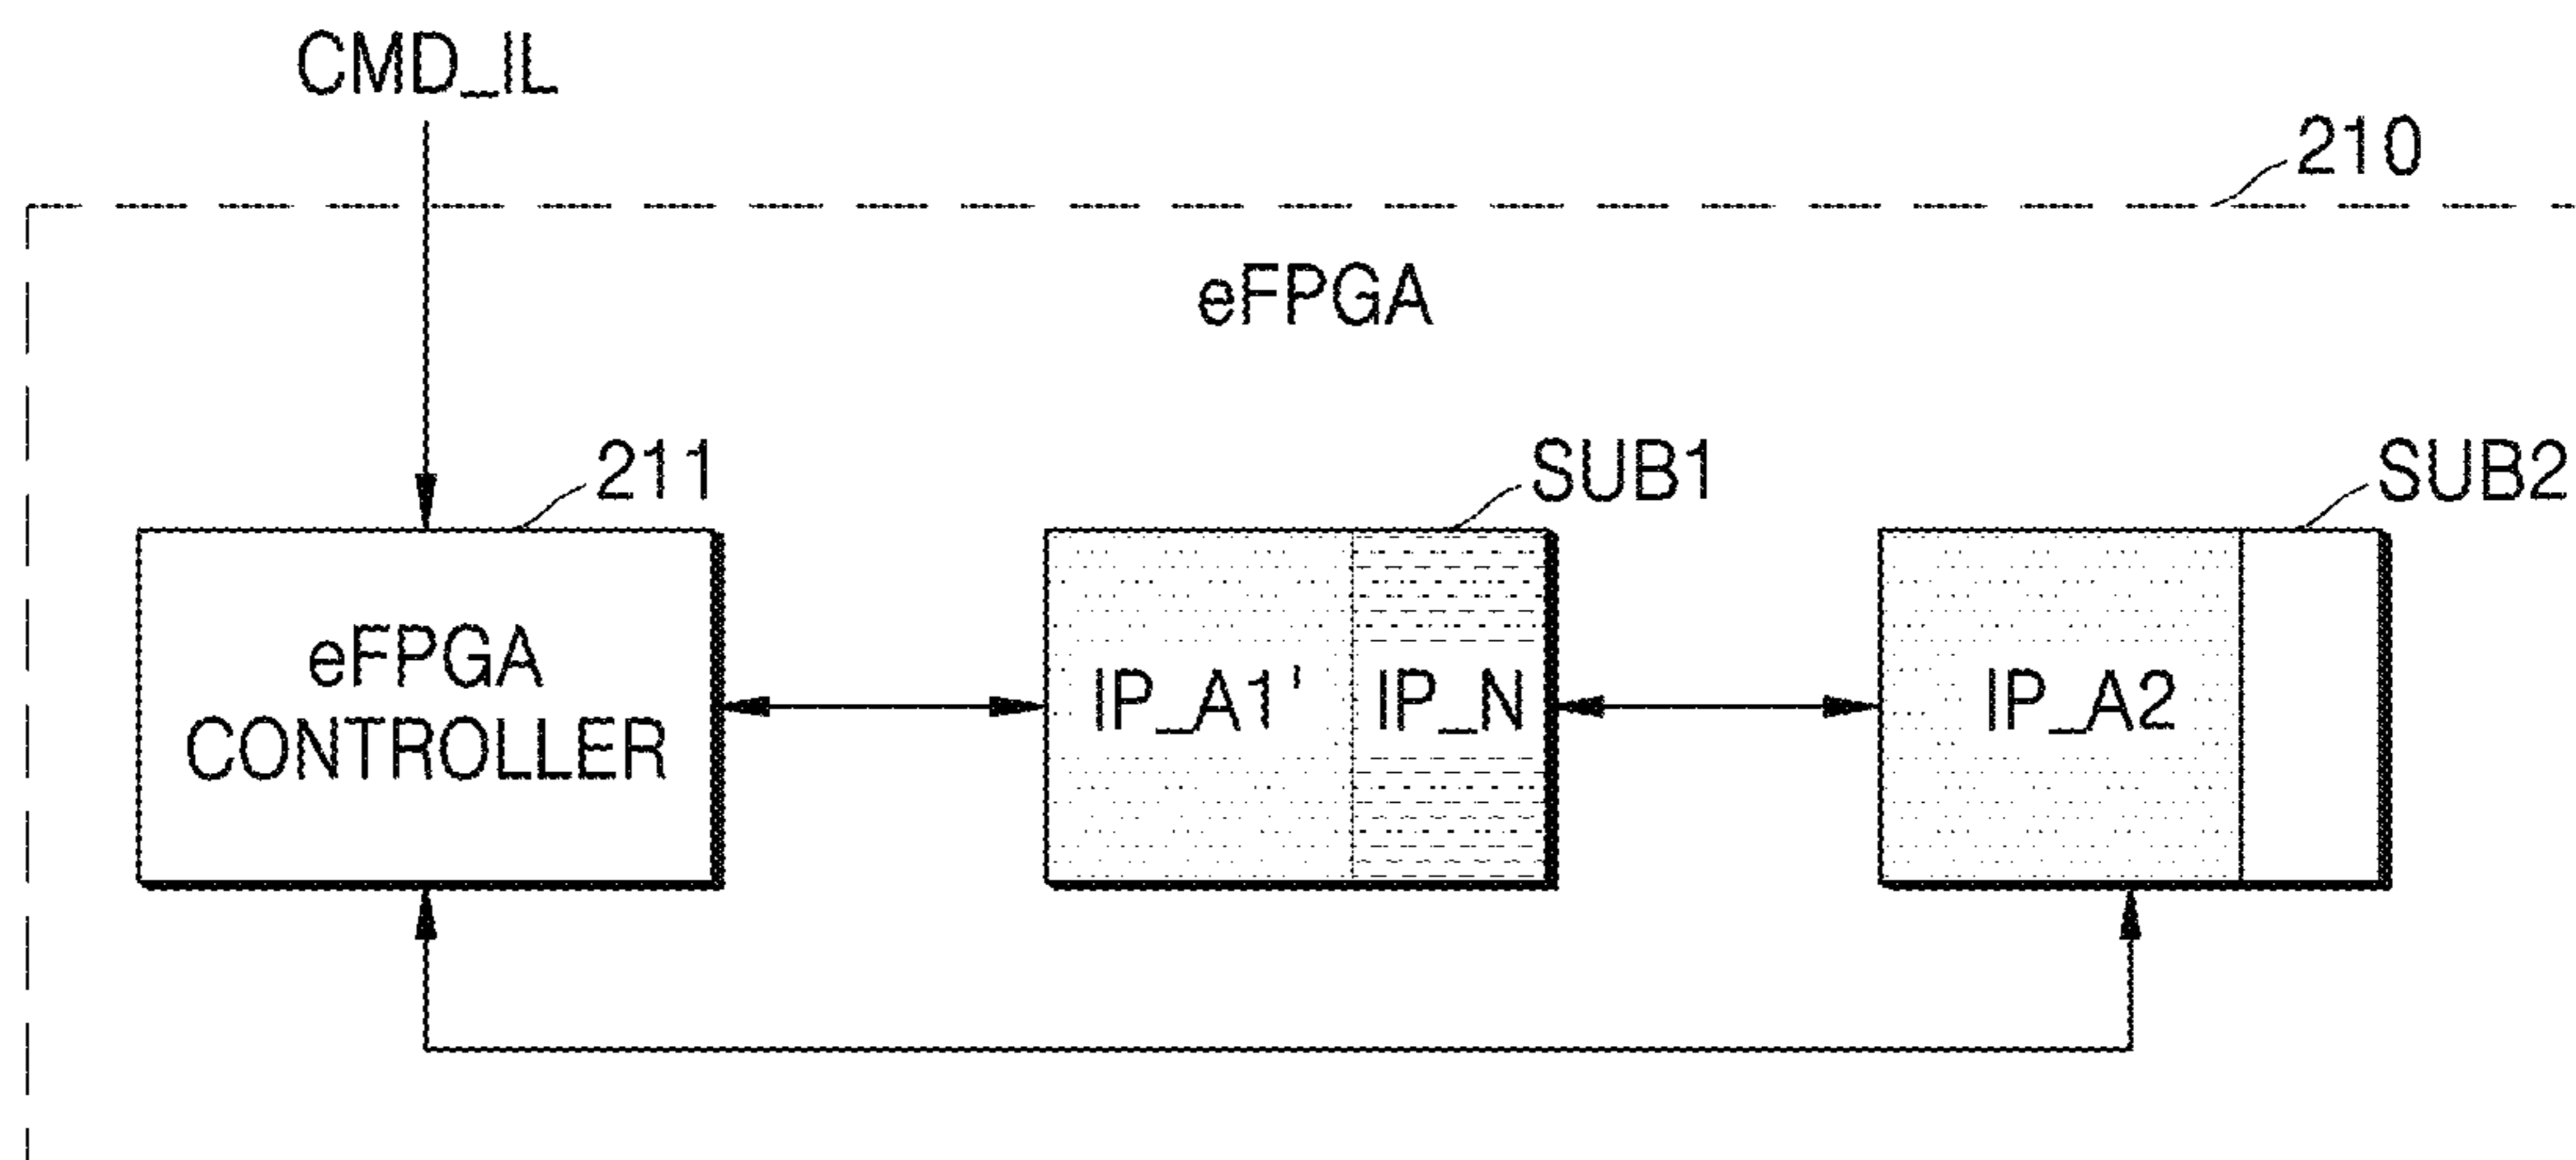 CMD_IL
210
eFPGA
211
SUB1
SUB2
eFPGA
CONTROLLER
IP_A1'
IP_N
IP_A2